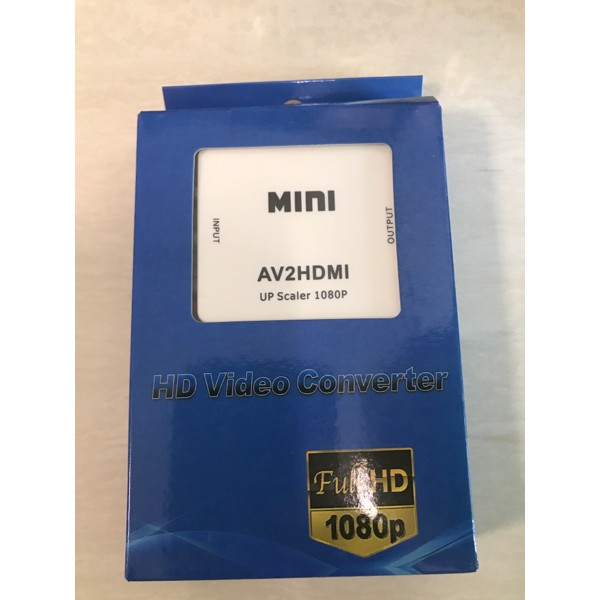 MINI
INPUT
OUTPUT
AV2HDMI
UP Scaler 1080P
HD Video Converter
Full HD
1080p